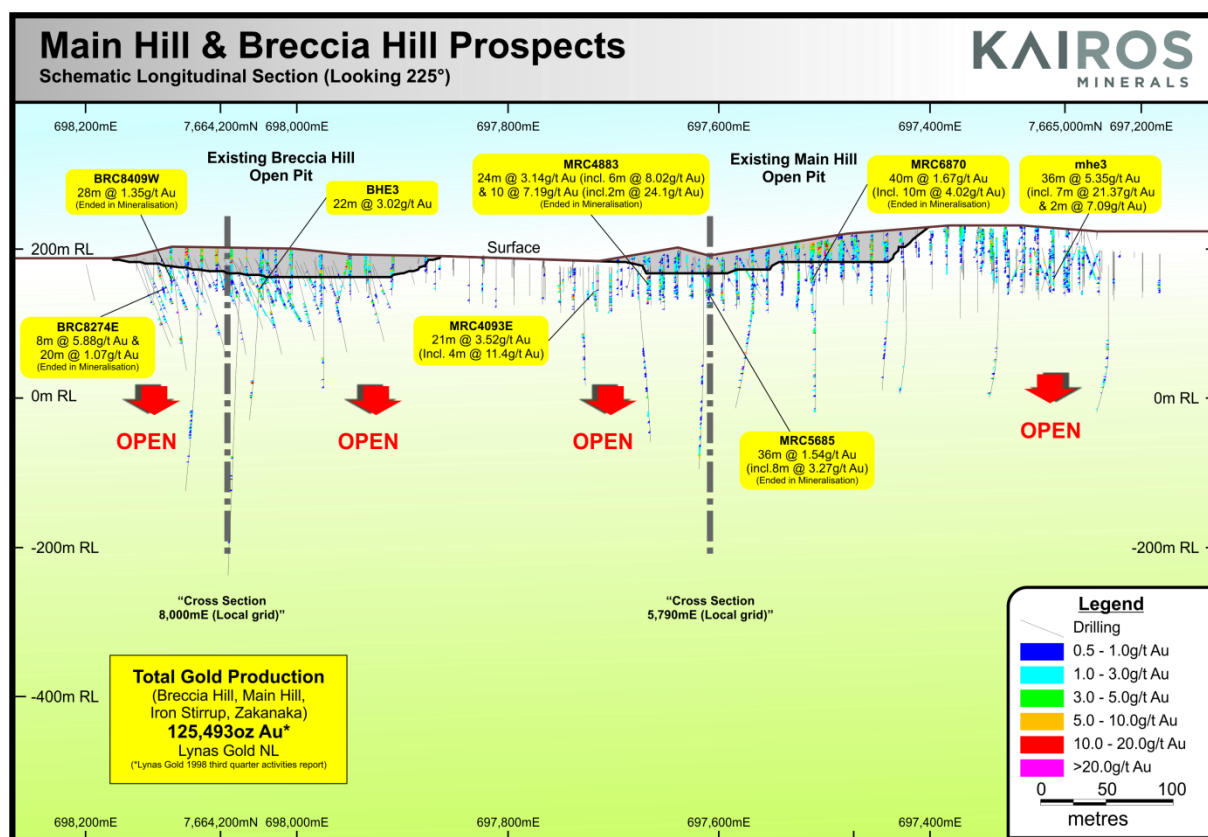 Main Hill & Breccia Hill Prospects
Schematic Longitudinal Section (Looking 225°)
KAIROS
MINERALS
698,200mE
7,664,200mN
698,000mE
697,800mE
697,600mE
697,400mE
7,665,000mN
697,200mE
Existing Breccia Hill
Open Pit
Existing Main Hill
Open Pit
BRC8409W
28m @ 1.35g/t Au
(Ended in Mineralisation)
BHE3
22m @ 3.02g/t Au
MRC4883
24m @ 3.14g/t Au (incl. 6m @ 8.02g/t Au)
& 10 @ 7.19g/t Au (incl.2m @ 24.1g/t Au)
(Ended in Mineralisation)
MRC6870
40m @ 1.67g/t Au
(Incl. 10m @ 4.02g/t Au)
(Ended in Mineralisation)
mhe3
36m @ 5.35g/t Au
(incl. 7m @ 21.37g/t Au
& 2m @ 7.09g/t Au)
200m RL
Surface
200m RL
BRC8274E
8m @ 5.88g/t Au &
20m @ 1.07g/t Au
(Ended in Mineralisation)
MRC4093E
21m @ 3.52g/t Au
(Incl. 4m @ 11.4g/t Au)
0m RL
0m RL
OPEN
OPEN
OPEN
OPEN
MRC5685
36m @ 1.54g/t Au
(incl.8m @ 3.27g/t Au)
(Ended in Mineralisation)
-200m RL
-200m RL
“Cross Section
8,000mE (Local grid)”
“Cross Section
5,790mE (Local grid)”
Total Gold Production
(Breccia Hill, Main Hill,
Iron Stirrup, Zakanaka)
125,493oz Au*
Lynas Gold NL
(*Lynas Gold 1998 third quarter activities report)
-400m RL
Legend
Drilling
0.5 - 1.0g/t Au
1.0 - 3.0g/t Au
3.0 - 5.0g/t Au
5.0 - 10.0g/t Au
10.0 - 20.0g/t Au
>20.0g/t Au
0 50 100
metres
698,200mE
7,664,200mN
698,000mE
697,800mE
697,600mE
697,400mE